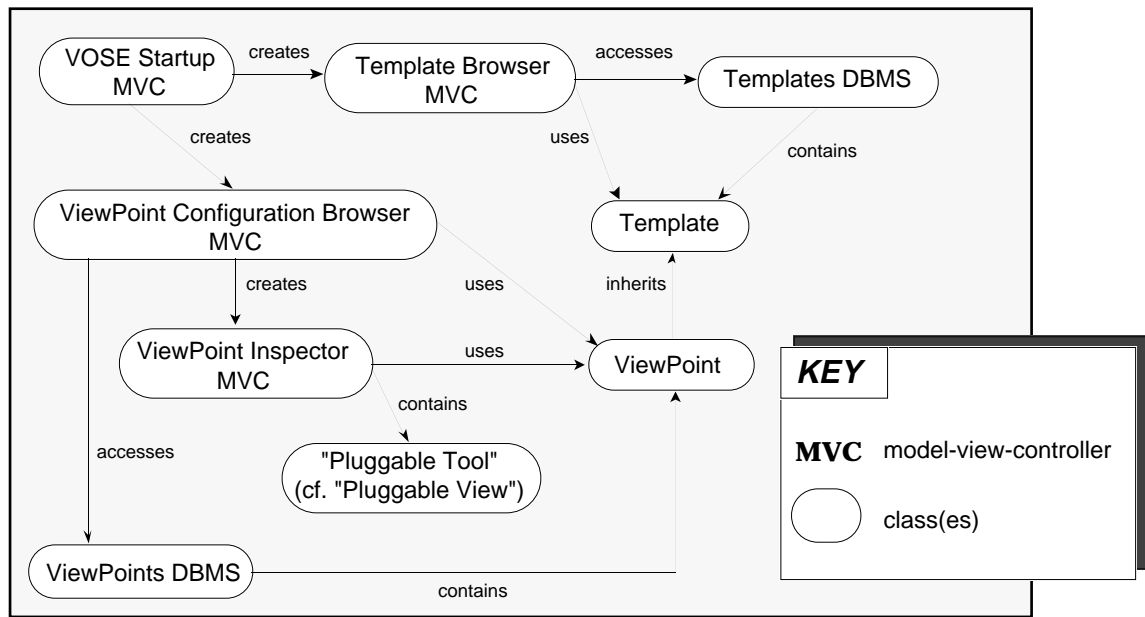 VOSE Startup
MVC
creates
Template Browser
MVC
accesses
Templates DBMS
creates
uses
contains
ViewPoint Configuration Browser
MVC
Template
creates
uses
inherits
ViewPoint Inspector
MVC
uses
ViewPoint
contains
accesses
"Pluggable Tool"
(cf. "Pluggable View")
ViewPoints DBMS
contains
KEY
MVC model-view-controller
class(es)